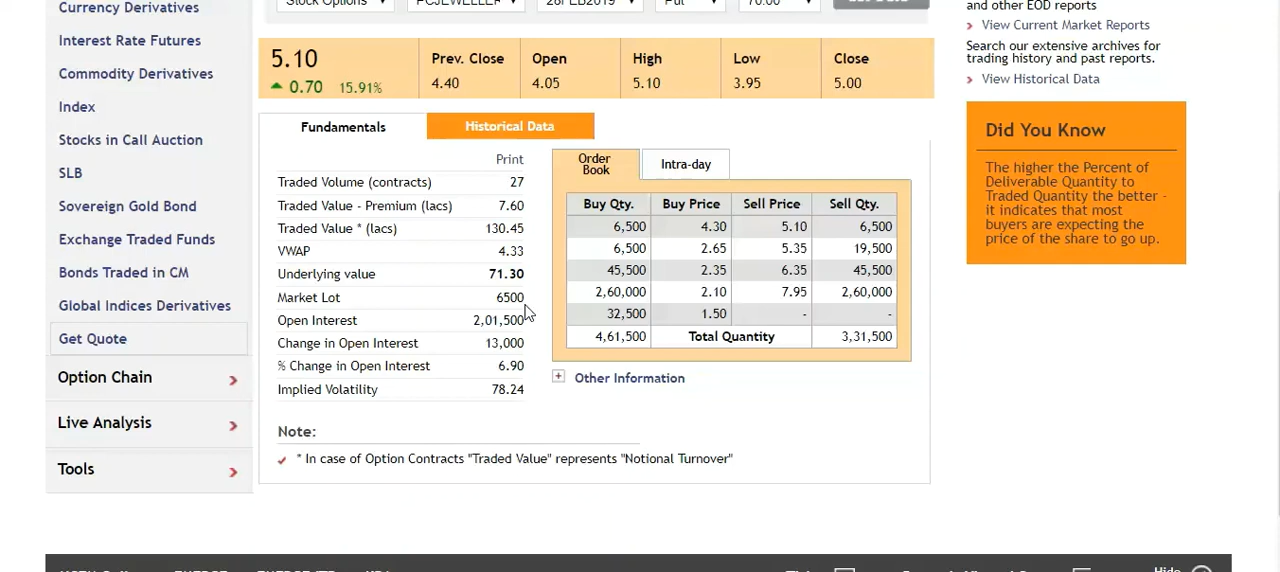 Currency Derivatives
Interest Rate Futures
Commodity Derivatives
Index
Stocks in Call Auction
SLB
Sovereign Gold Bond
Exchange Traded Funds
Bonds Traded in CM
Global Indices Derivatives
Get Quote
Option Chain
Live Analysis
Tools
Stock Options
28FEB2019
70.00
5.10
0.70 15.91%
Prev. Close
4.40
Open
4.05
High
5.10
Low
3.95
Close
5.00
Fundamentals
Historical Data
Print
Traded Volume (contracts) 27
Traded Value - Premium (lacs) 7.60
Traded Value * (lacs) 130.45
VWAP 4.33
Underlying value 71.30
Market Lot 6500
Open Interest 2,01,500
Change in Open Interest 13,000
% Change in Open Interest 6.90
Implied Volatility 78.24
Order
Book
Intra-day
Buy Qty. Buy Price Sell Price Sell Qty.
6,500 4.30 5.10 6,500
6,500 2.65 5.35 19,500
45,500 2.35 6.35 45,500
2,60,000 2.10 7.95 2,60,000
32,500 1.50 - -
4,61,500 Total Quantity 3,31,500
+ Other Information
Note:
* In case of Option Contracts "Traded Value" represents "Notional Turnover"
and other EOD reports
View Current Market Reports
Search our extensive archives for
trading history and past reports.
View Historical Data
Did You Know
The higher the Percent of
Deliverable Quantity to
Traded Quantity the better -
it indicates that most
buyers are expecting the
price of the share to go up.
Hide